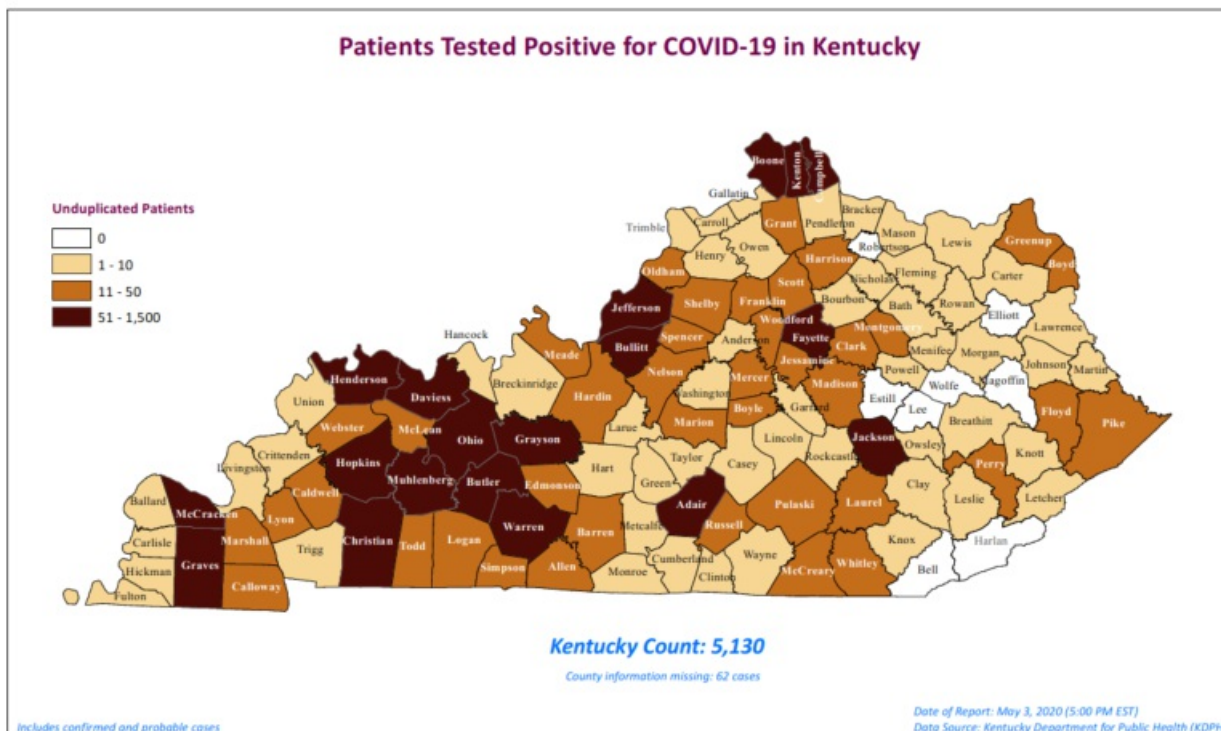 Patients Tested Positive for COVID-19 in Kentucky
Unduplicated Patients
0
1 - 10
11 - 50
51 - 1,500
Boone
Kenton
Campbell
Gallatin
Trimble
Carroll
Grant
Pendleton
Bracken
Mason
Robertson
Lewis
Greenup
Boyd
Owen
Henry
Oldham
Harrison
Nicholas
Fleming
Carter
Scott
Jefferson
Shelby
Franklin
Bourbon
Bath
Rowan
Elliott
Lawrence
Woodford
Fayette
Montgomery
Spencer
Bullitt
Anderson
Clark
Menifee
Morgan
Johnson
Martin
Hancock
Meade
Breckinridge
Nelson
Mercer
Jessamine
Powell
Madison
Wolfe
Magoffin
Henderson
Daviess
Hardin
Washington
Estill
Lee
Floyd
Pike
Union
Webster
McLean
Ohio
Grayson
Larue
Marion
Boyle
Garrard
Lincoln
Jackson
Breathitt
Owsley
Knott
Crittenden
Hopkins
Hart
Taylor
Casey
Rockcastle
Perry
Livingston
Muhlenberg
Butler
Edmonson
Green
Clay
Leslie
Letcher
Ballard
McCracken
Caldwell
Warren
Adair
Pulaski
Laurel
Carlisle
Graves
Marshall
Lyon
Trigg
Christian
Todd
Logan
Barren
Metcalfe
Russell
Knox
Harlan
Hickman
Fulton
Calloway
Simpson
Allen
Monroe
Cumberland
Clinton
Wayne
McCreary
Whitley
Bell
Kentucky Count: 5,130
County information missing: 62 cases
Includes confirmed and probable cases
Date of Report: May 3, 2020 (5:00 PM EST)
Data Source: Kentucky Department for Public Health (KDPH